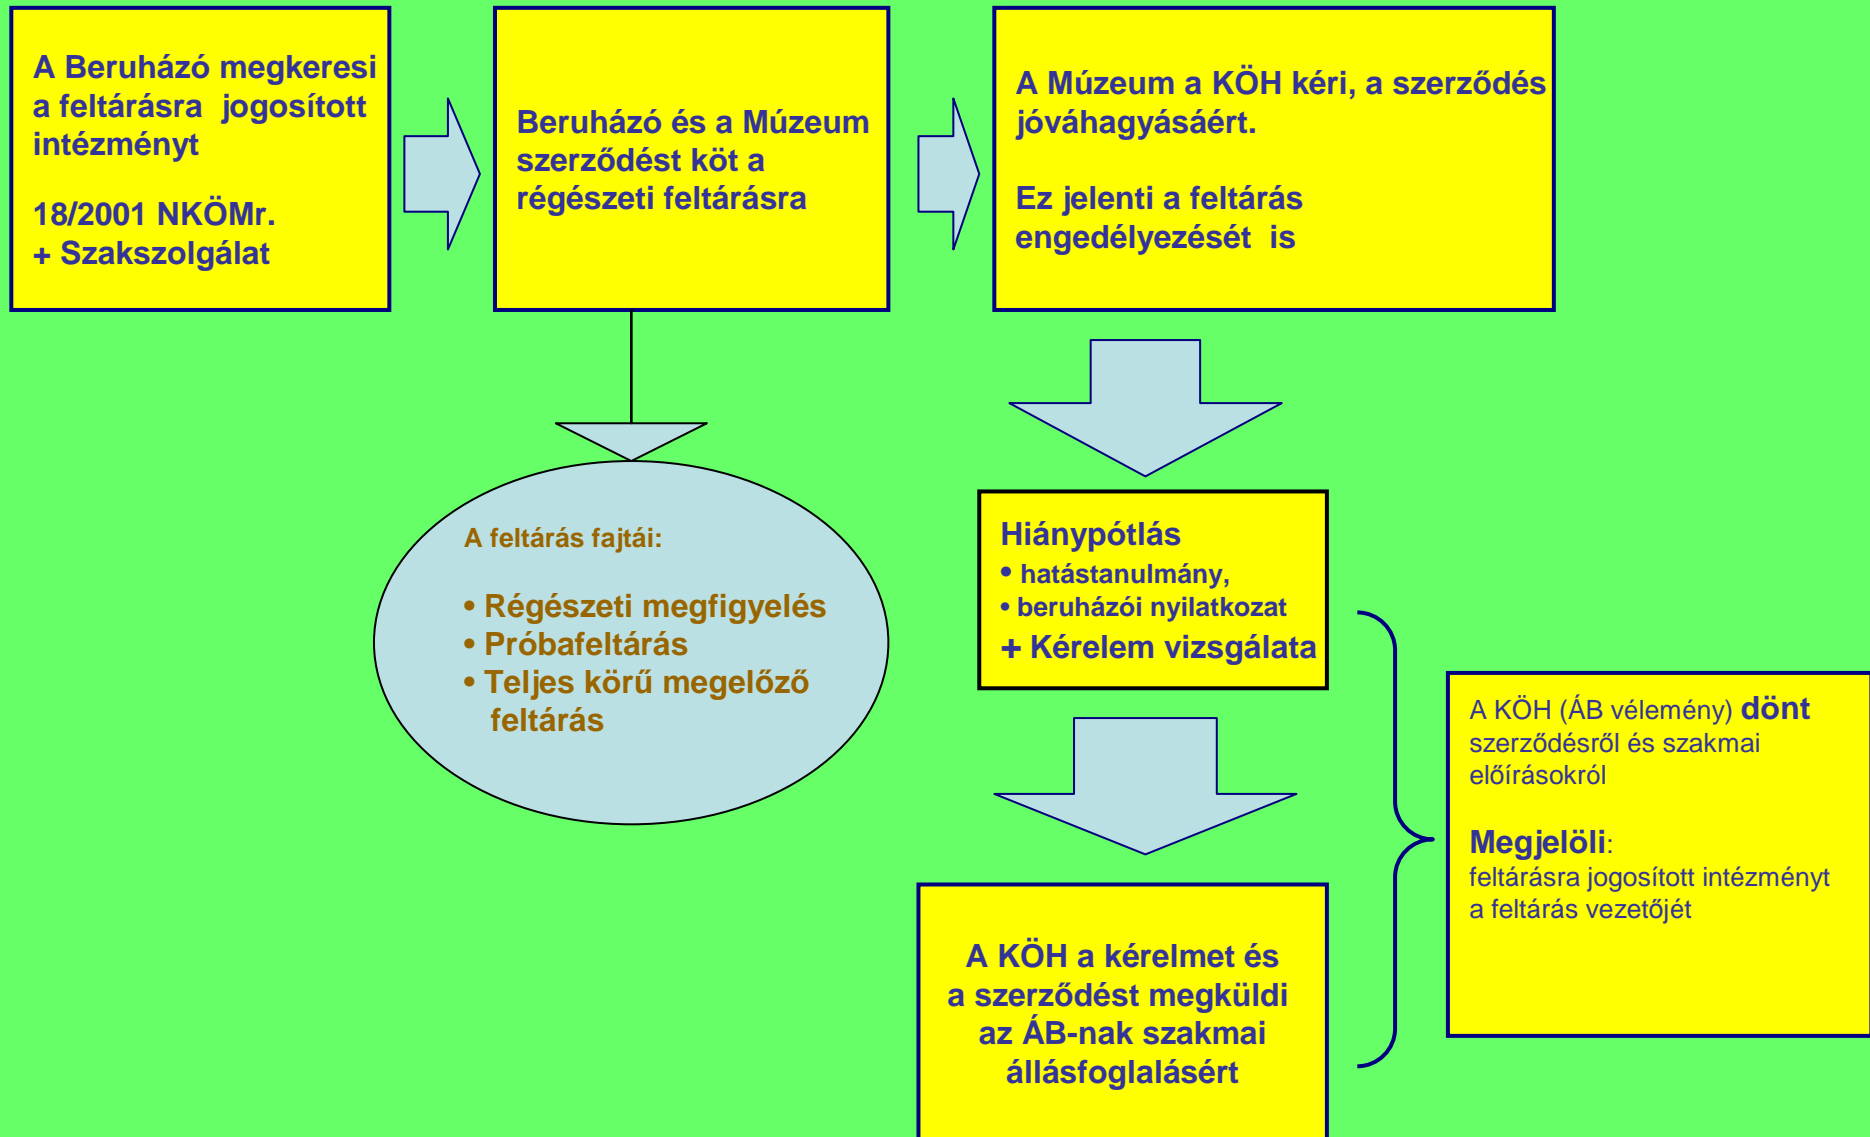 A Beruházó megkeresi
a feltárásra jogosított
intézményt
18/2001 NKÖMr.
+ Szakszolgálat
Beruházó és a Múzeum
szerződést köt a
régészeti feltárásra
A Múzeum a KÖH kéri, a szerződés
jóváhagyásáért.
Ez jelenti a feltárás
engedélyezését is
A feltárás fajtái:
• Régészeti megfigyelés
• Próbafeltárás
• Teljes körű megelőző
feltárás
Hiánypótlás
• hatástanulmány,
• beruházói nyilatkozat
+ Kérelem vizsgálata
A KÖH a kérelmet és
a szerződést megküldi
az ÁB-nak szakmai
állásfoglalásért
A KÖH (ÁB vélemény) dönt
szerződésről és szakmai
előírásokról
Megjelöli:
feltárásra jogosított intézményt
a feltárás vezetőjét